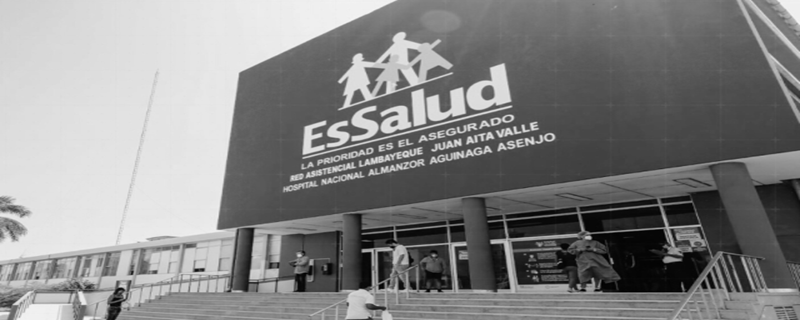 EsSalud
LA PRIORIDAD ES EL ASEGURADO
RED ASISTENCIAL LAMBAYEQUE JUAN AITA VALLE
HOSPITAL NACIONAL ALMANZOR AGUINAGA ASENJO